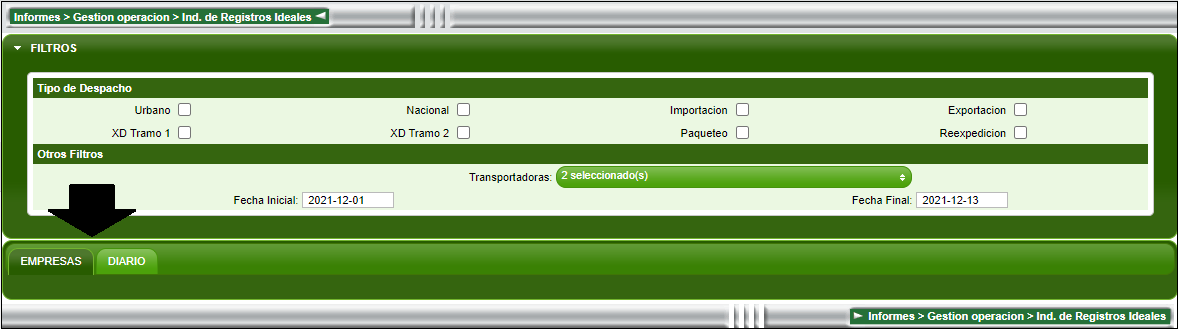 Informes > Gestion operacion > Ind. de Registros Ideales
FILTROS
Tipo de Despacho
Urbano Nacional Importacion Exportacion
XD Tramo 1 XD Tramo 2 Paqueteo Reexpedicion
Otros Filtros
Transportadoras: 2 seleccionado(s)
Fecha Inicial: 2021-12-01 Fecha Final: 2021-12-13
EMPRESAS DIARIO
Informes > Gestion operacion > Ind. de Registros Ideales